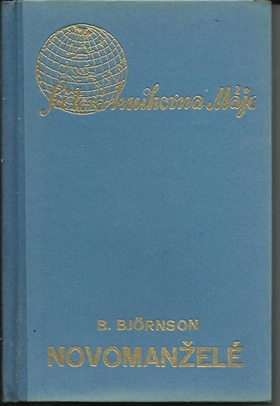 Světová knihovna Máje
B. BJÖRNSON
NOVOMANŽELÉ